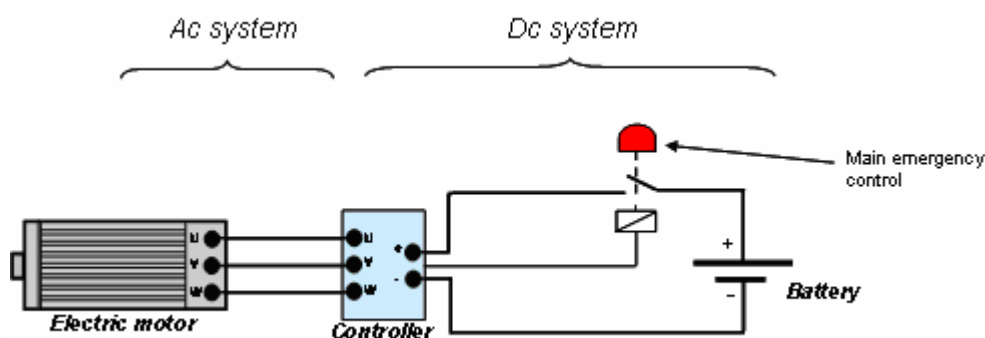 Ac system
Dc system
Main emergency
control
U
V
W
U
V
W
+
-
+
-
Battery
Electric motor
Controller